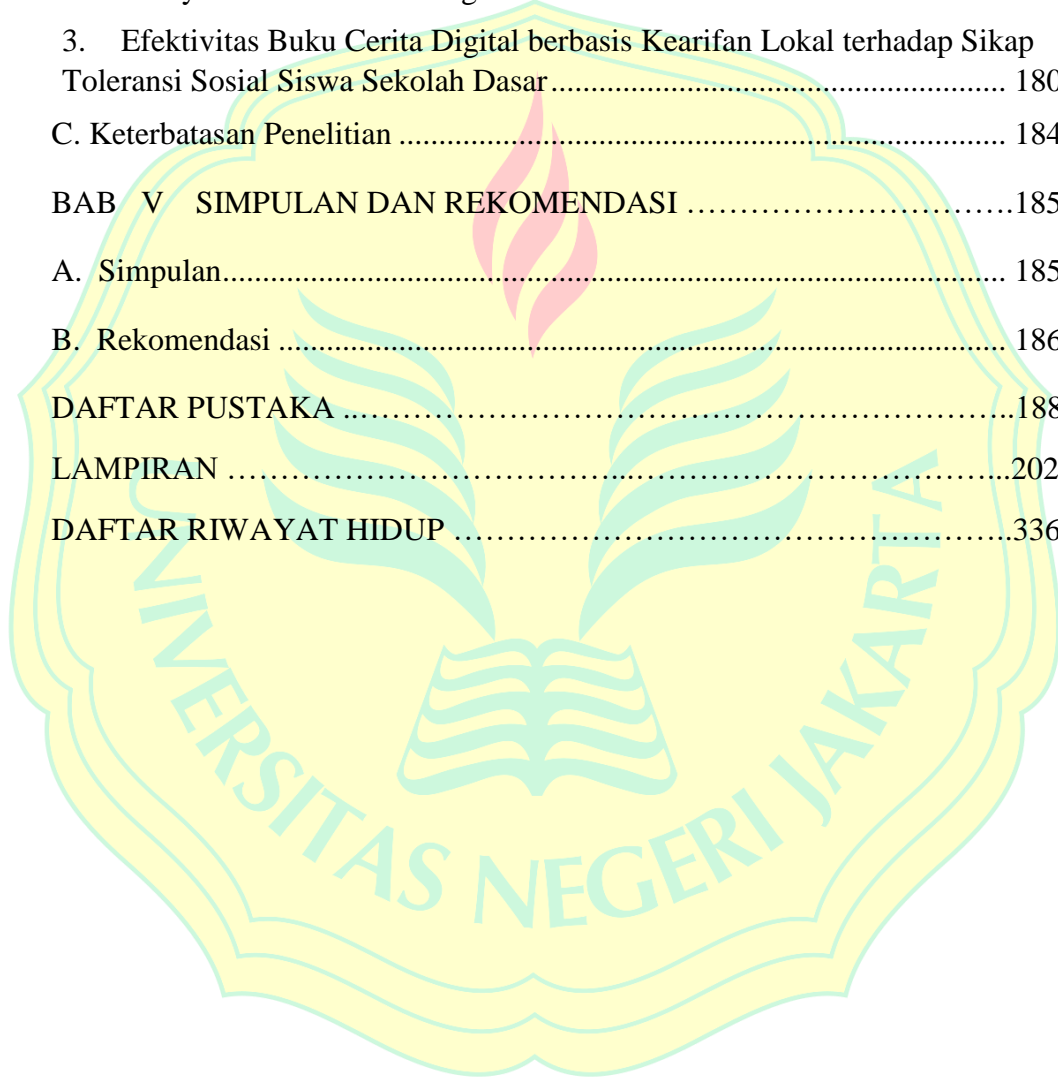 3. Efektivitas Buku Cerita Digital berbasis Kearifan Lokal terhadap Sikap
Toleransi Sosial Siswa Sekolah Dasar.......................................................... 180
C. Keterbatasan Penelitian ............................................................................ 184
BAB V SIMPULAN DAN REKOMENDASI ………………………….185
A. Simpulan................................................................................................. 185
B. Rekomendasi .......................................................................................... 186
DAFTAR PUSTAKA ..……………………………………………………..188
LAMPIRAN ………………………………...……………………………...202
DAFTAR RIWAYAT HIDUP ……………………………………………..336
UNIVERSITAS NEGERI JAKARTA